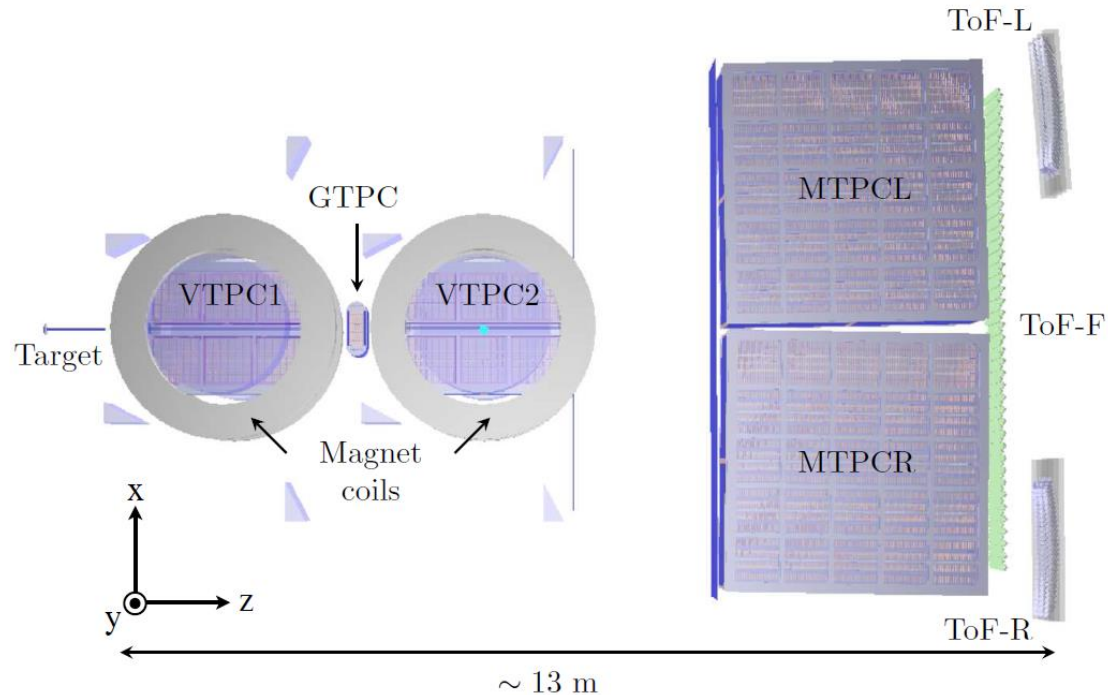 ToF-L
MTPCL
GTPC
VTPC1
VTPC2
ToF-F
Target
Magnet
coils
MTPCR
x
y
z
ToF-R
~ 13 m